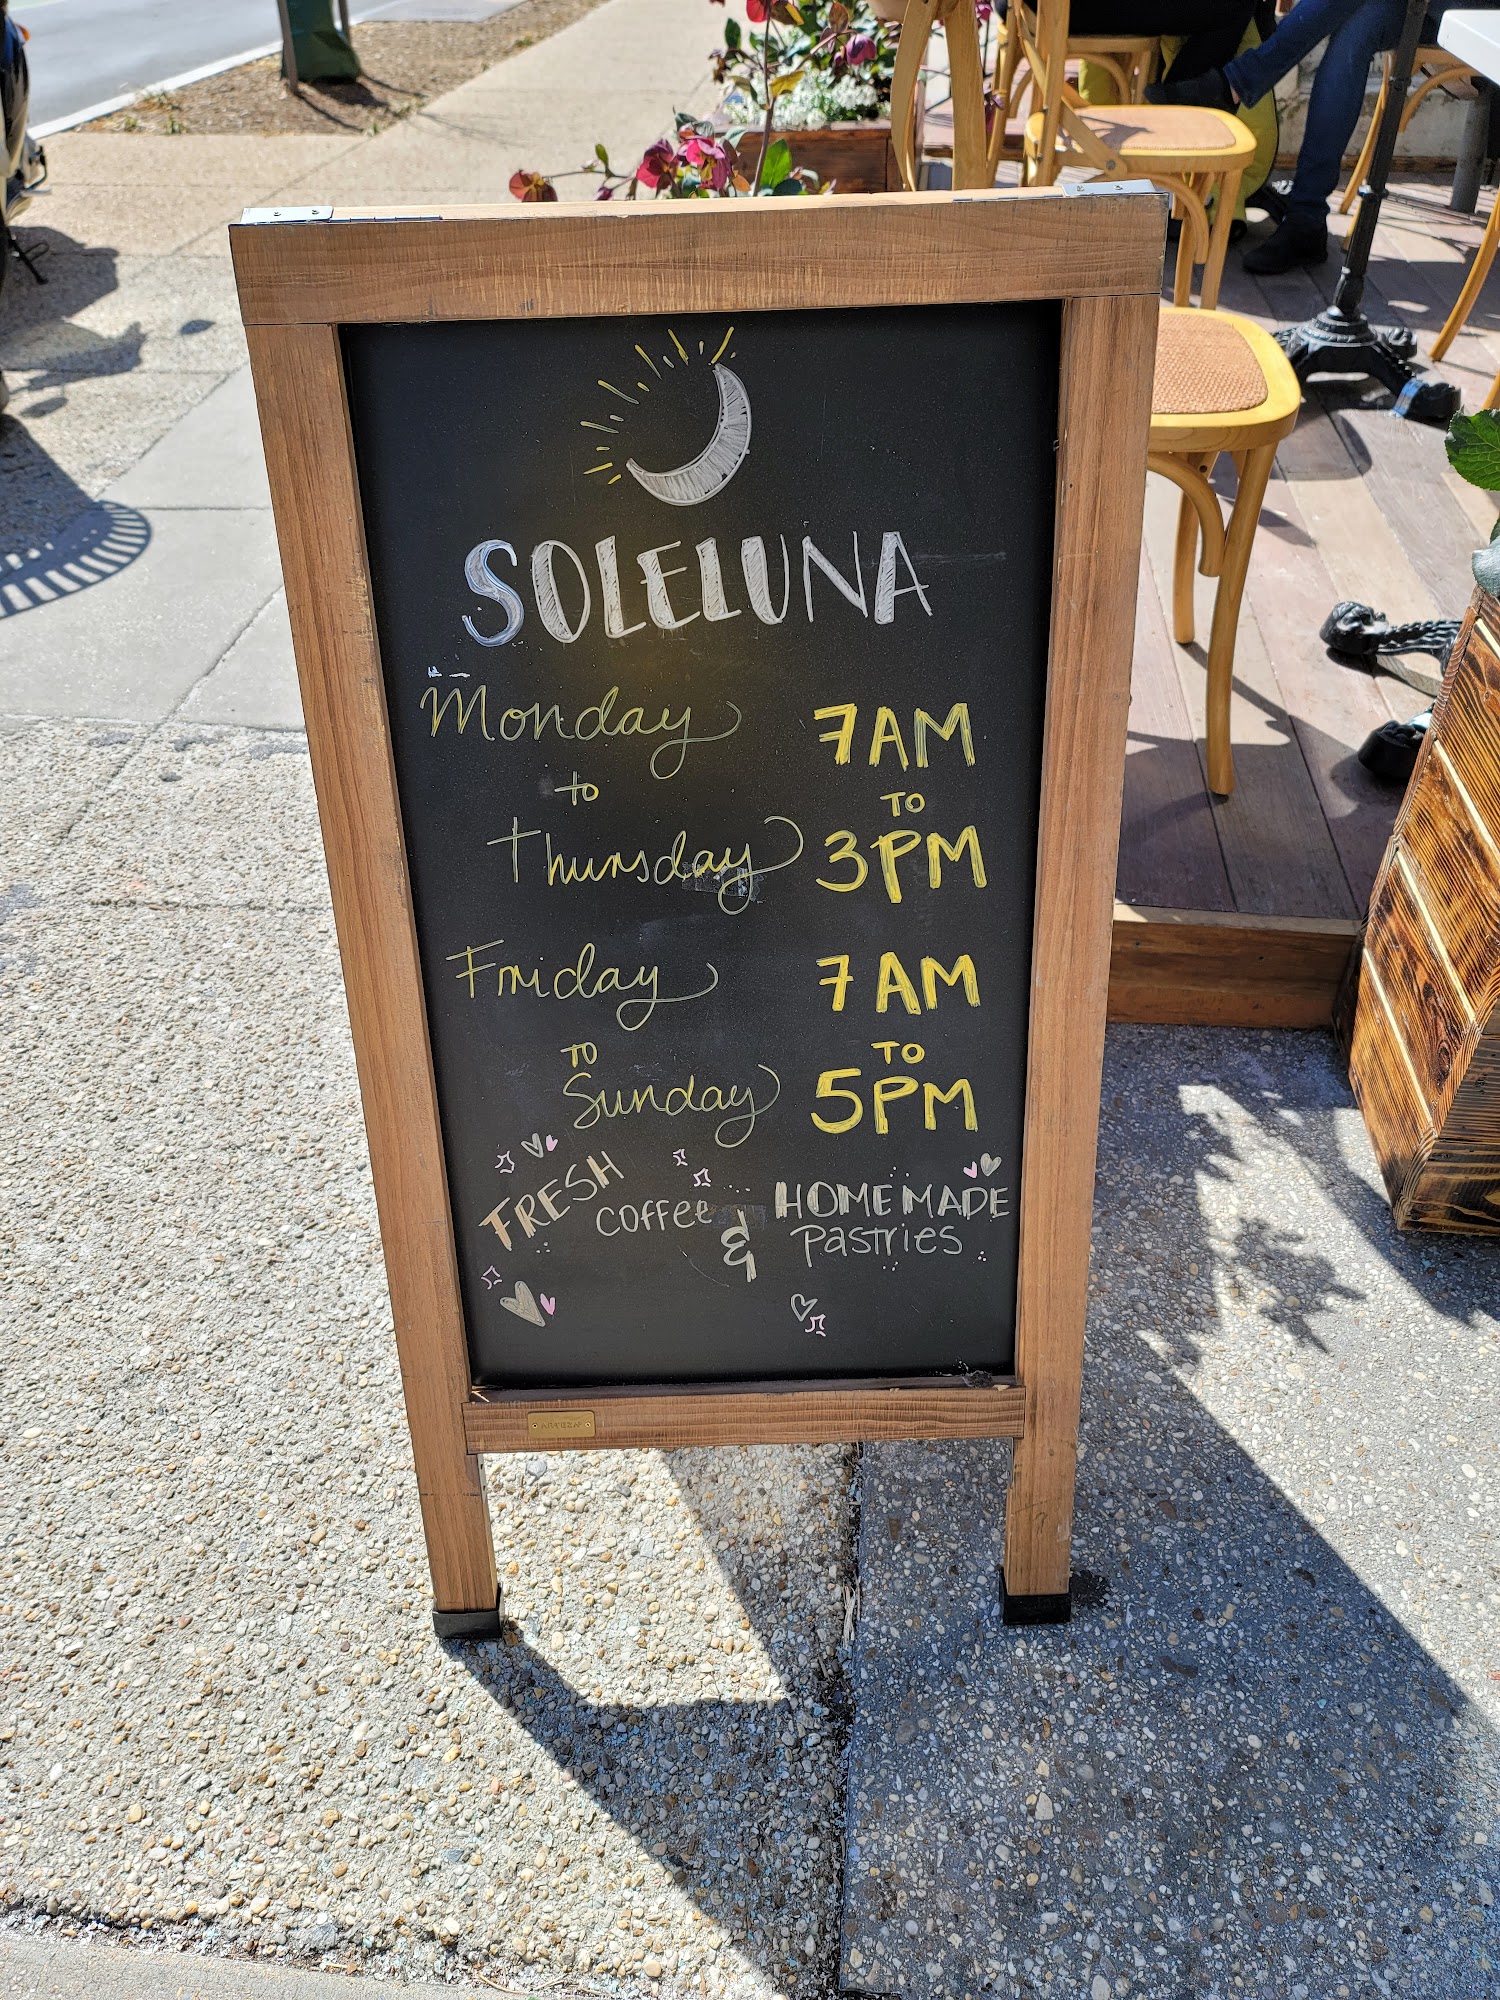 SOLELUNA
Monday 7AM
to TO
Thursday 3PM
Friday 7AM
TO TO
Sunday 5PM
FRESH
coffee & HOMEMADE
pastries